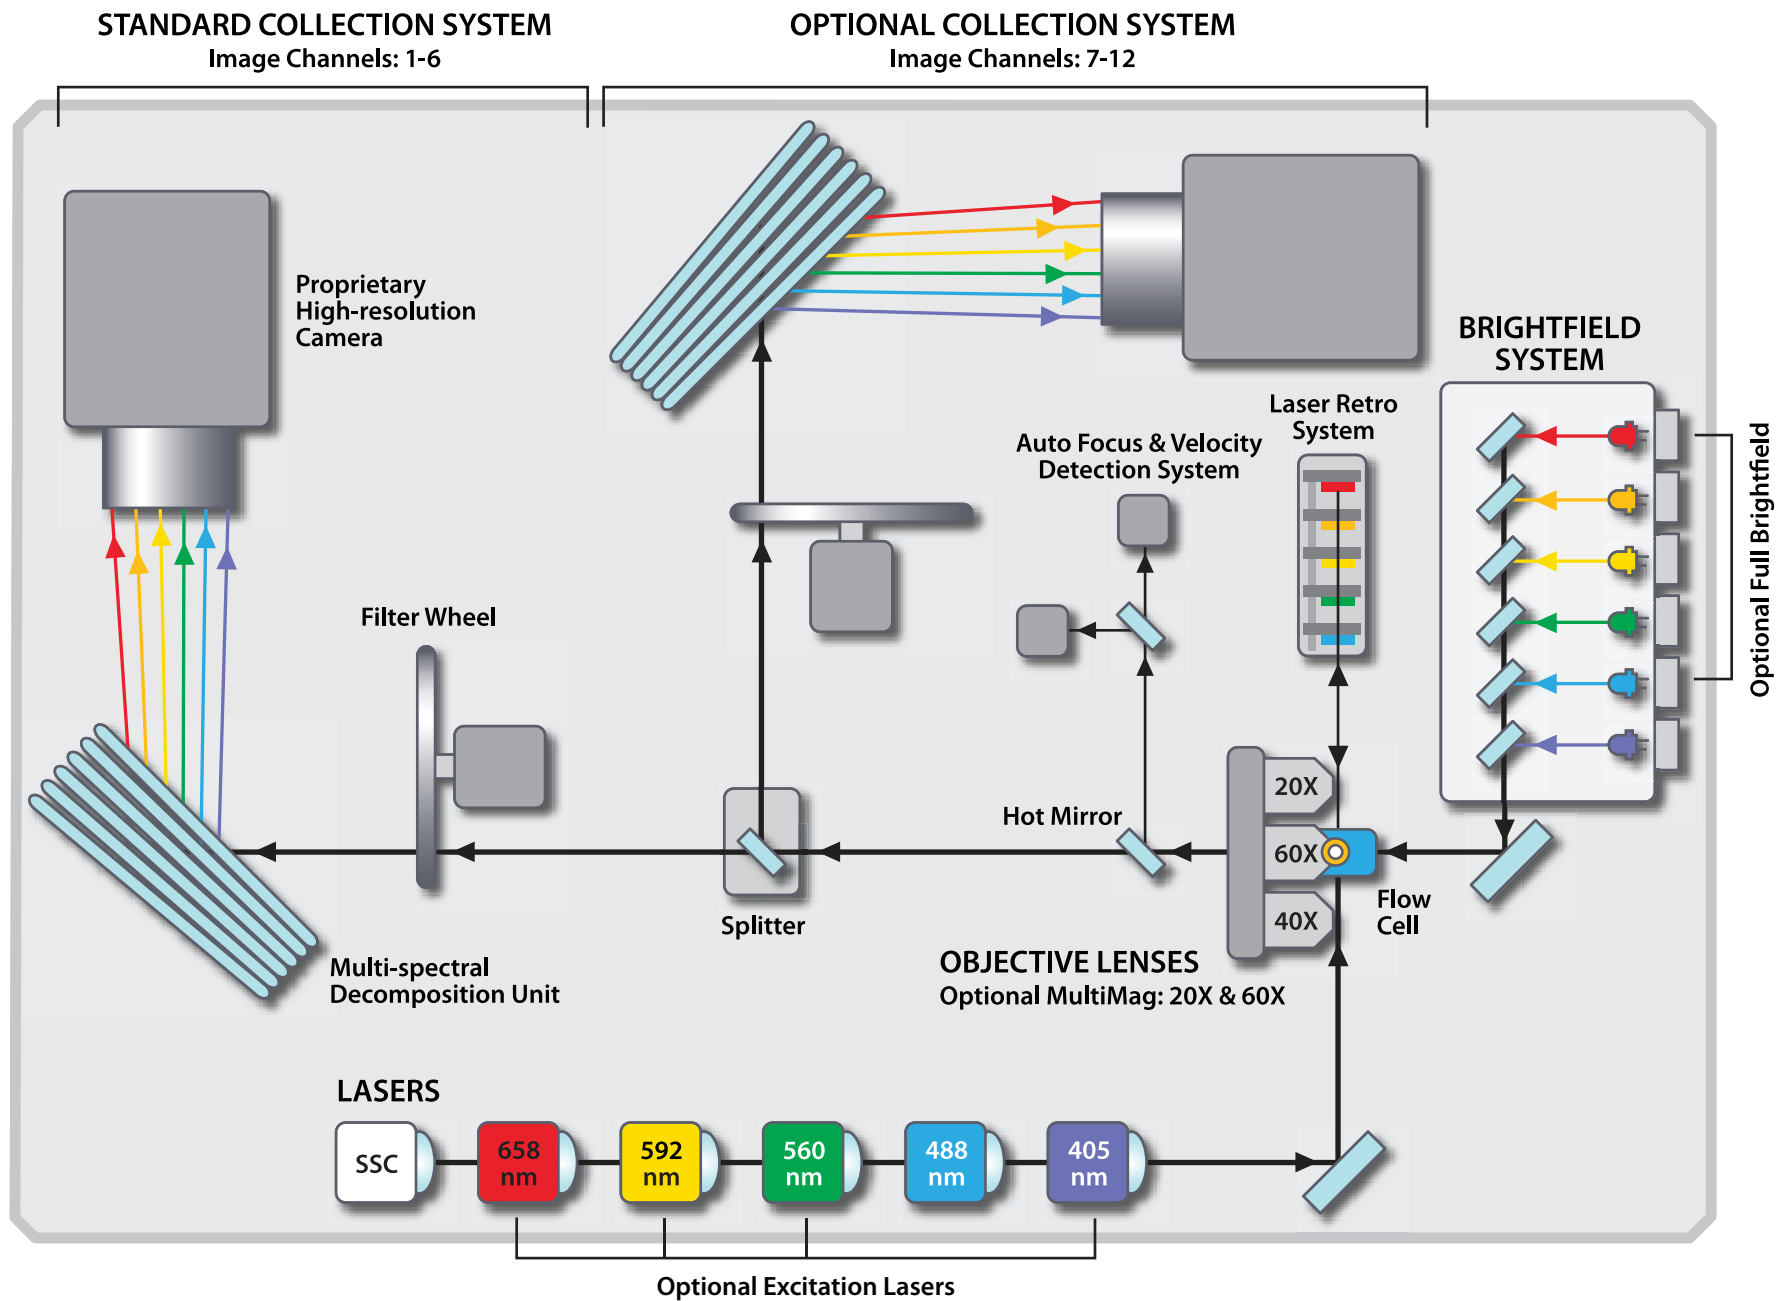 STANDARD COLLECTION SYSTEM
Image Channels: 1-6
OPTIONAL COLLECTION SYSTEM
Image Channels: 7-12
Proprietary
High-resolution
Camera
BRIGHTFIELD
SYSTEM
Laser Retro
System
Auto Focus & Velocity
Detection System
Optional Full Brightfield
Filter Wheel
Hot Mirror
20X
60X
40X
Flow
Cell
Splitter
OBJECTIVE LENSES
Optional MultiMag: 20X & 60X
Multi-spectral
Decomposition Unit
LASERS
SSC
658
nm
592
nm
560
nm
488
nm
405
nm
Optional Excitation Lasers